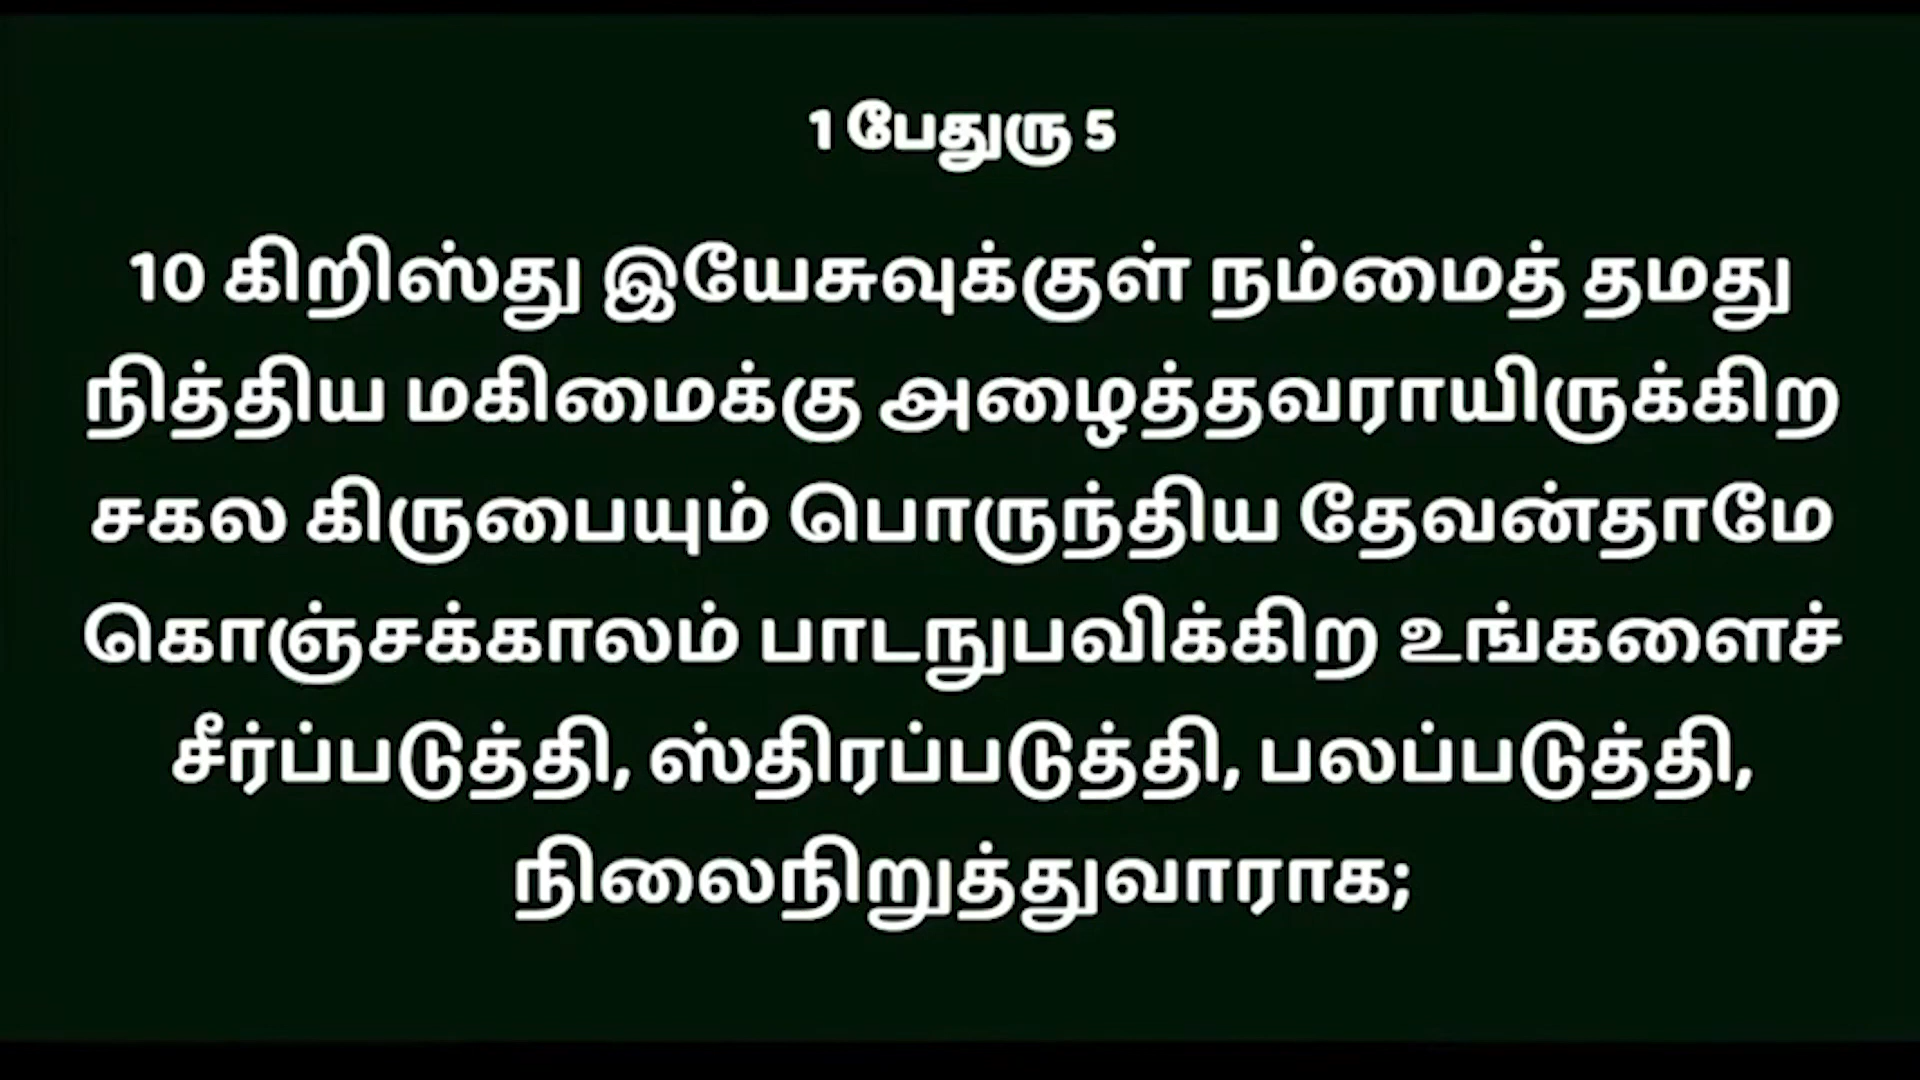 1 பேதுரு 5
10 கிறிஸ்து இயேசுவுக்குள் நம்மைத் தமது
நித்திய மகிமைக்கு அழைத்தவராயிருக்கிற
சகல கிருபையும் பொருந்திய தேவன்தாமே
கொஞ்சக்காலம் பாடநுபவிக்கிற உங்களைச்
சீர்ப்படுத்தி, ஸ்திரப்படுத்தி, பலப்படுத்தி,
நிலைநிறுத்துவாராக;